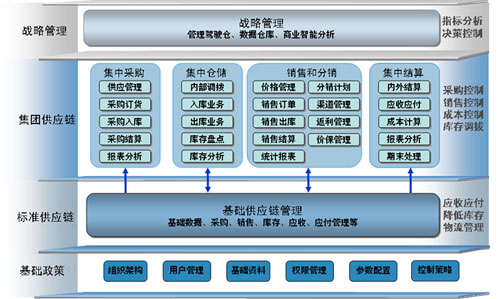 战略管理
战略管理
管理驾驶仓、数据仓库、商业智能分析
指标分析
决策控制
集团供应链
集中采购
供应管理
采购订货
采购入库
采购结算
报表分析
集中仓储
内部调拨
入库业务
出库业务
库存盘点
库存分析
销售和分销
价格管理
分销计划
销售订单
渠道管理
销售出库
返利管理
销售结算
价保管理
统计报表
集中结算
内外结算
应收应付
成本计算
报表分析
期末处理
采购控制
销售控制
成本控制
库存调拨
标准供应链
基础供应链管理
基础数据、采购、销售、库存、应收、应付管理等
应收应付
降低库存
物流管理
基础政策
组织架构
用户管理
基础资料
权限管理
参数配置
控制策略